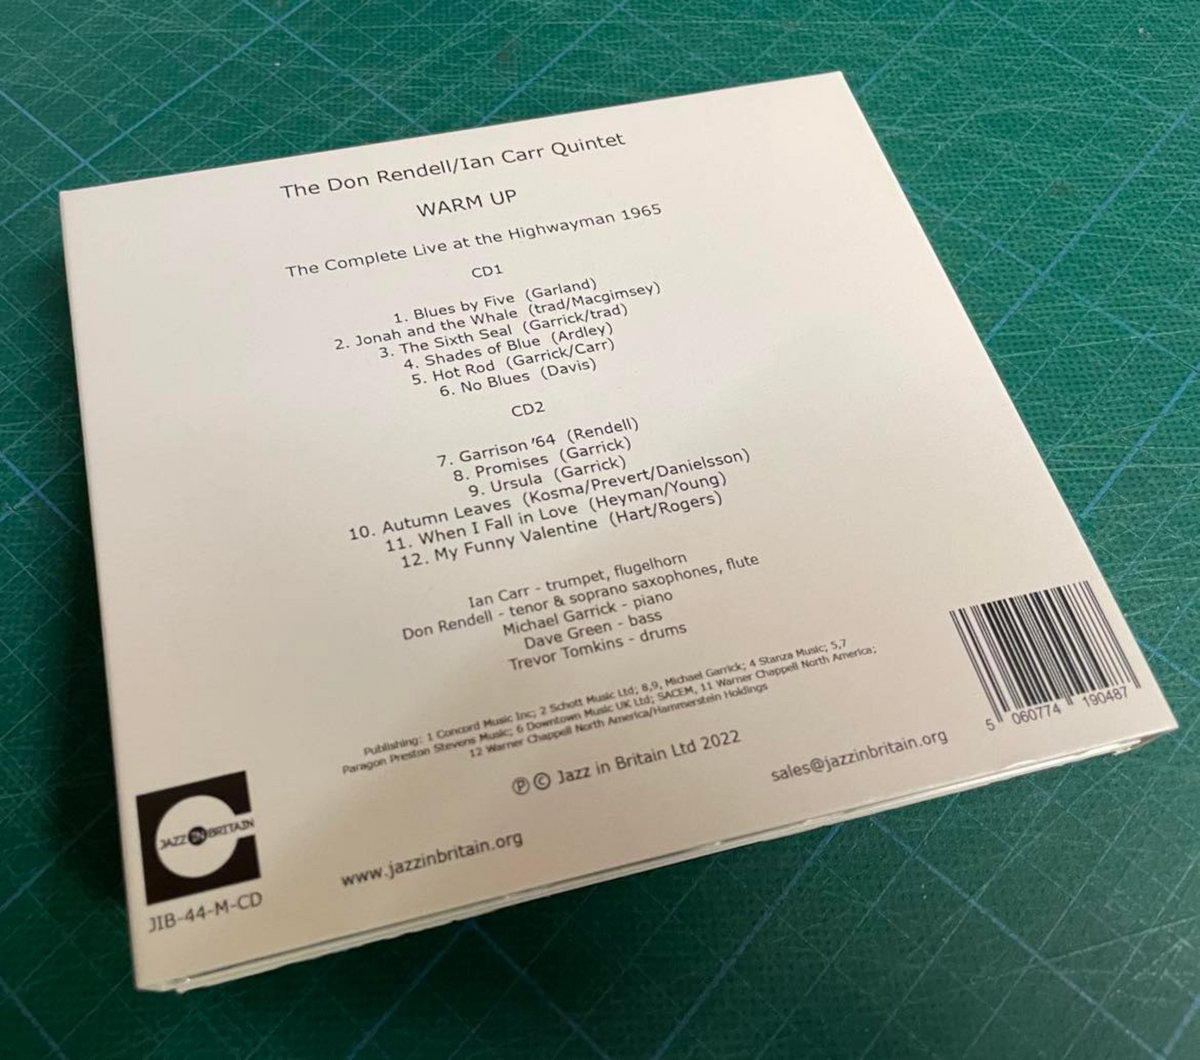 The Don Rendell/Ian Carr Quintet
WARM UP
The Complete Live at the Highwayman 1965
CD1
1. Blues by Five (Garland)
2. Jonah and the Whale (trad/Macgimsey)
3. The Sixth Seal (Garrick/trad)
4. Shades of Blue (Ardley)
5. Hot Rod (Garrick/Carr)
6. No Blues (Davis)
CD2
7. Garrison '64 (Rendell)
8. Promises (Garrick)
9. Ursula (Garrick)
10. Autumn Leaves (Kosma/Prevert/Danielsson)
11. When I Fall in Love (Heyman/Young)
12. My Funny Valentine (Hart/Rogers)
Ian Carr - trumpet, flugelhorn
Don Rendell - tenor & soprano saxophones, flute
Michael Garrick - piano
Dave Green - bass
Trevor Tomkins - drums
Publishing: 1 Concord Music Inc; 2 Schott Music Ltd; 8,9, Michael Garrick; 4 Stanza Music; 5,7
Paragon Preston Stevens Music; 6 Downtown Music UK Ltd; SACEM, 11 Warner Chappell North America;
12 Warner Chappell North America/Hammerstein Holdings
℗ © Jazz in Britain Ltd 2022
sales@jazzinbritain.org
www.jazzinbritain.org
5 060774 190487
JAZZ IN BRITAIN
JIB-44-M-CD